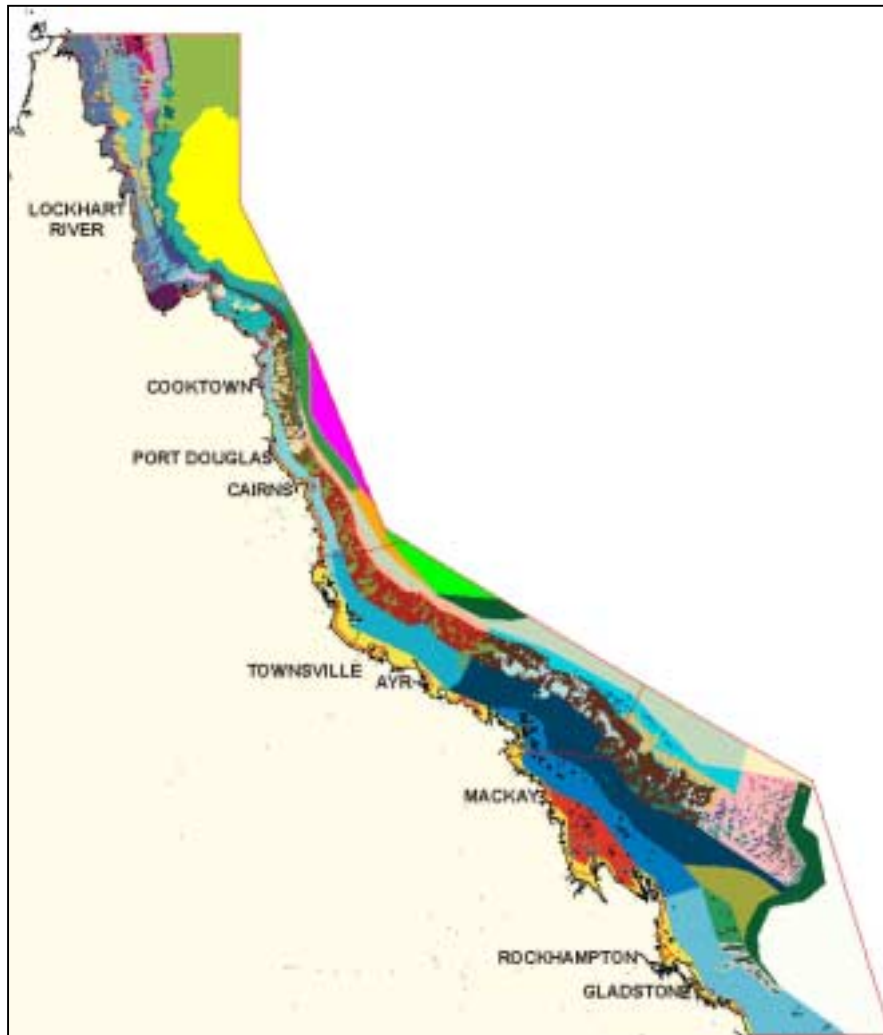 LOCKHART
RIVER
COOKTOWN
PORT DOUGLAS
CAIRNS
TOWNSVILLE
AYR
MACKAY
ROCKHAMPTON
GLADSTONE